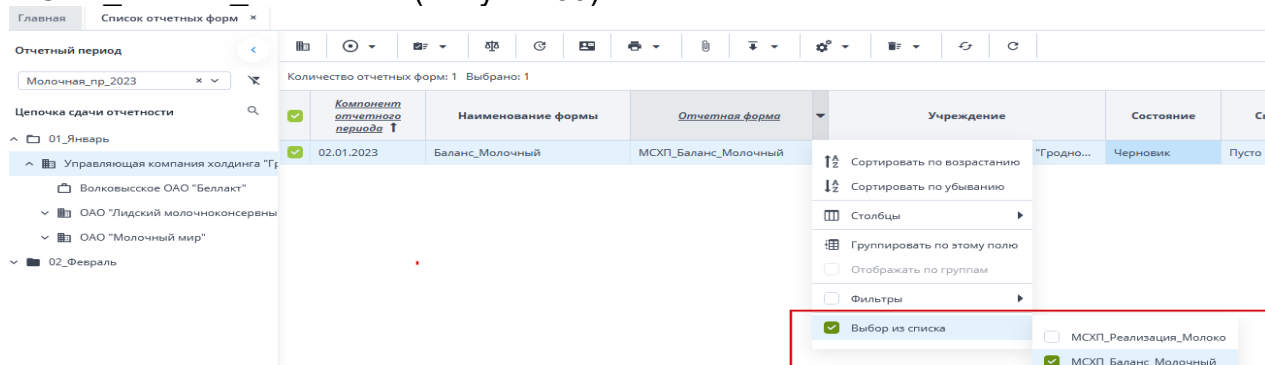 Главная Список отчетных форм ×
Отчетный период
Молочная_пр_2023
Количество отчетных форм: 1 Выбрано: 1
Цепочка сдачи отчетности
Компонент отчетного периода Наименование формы Отчетная форма Учреждение Состояние
01_Январь
02.01.2023 Баланс_Молочный МСХП_Баланс_Молочный "Гродно... Черновик Пусто
Управляющая компания холдинга "Гр
Волковысское ОАО "Беллакт"
ОАО "Лидский молочноконсервны
ОАО "Молочный мир"
02_Февраль
Сортировать по возрастанию
Сортировать по убыванию
Столбцы
Группировать по этому полю
Отображать по группам
Фильтры
Выбор из списка
МСХП_Реализация_Молоко
МСХП_Баланс_Молочный